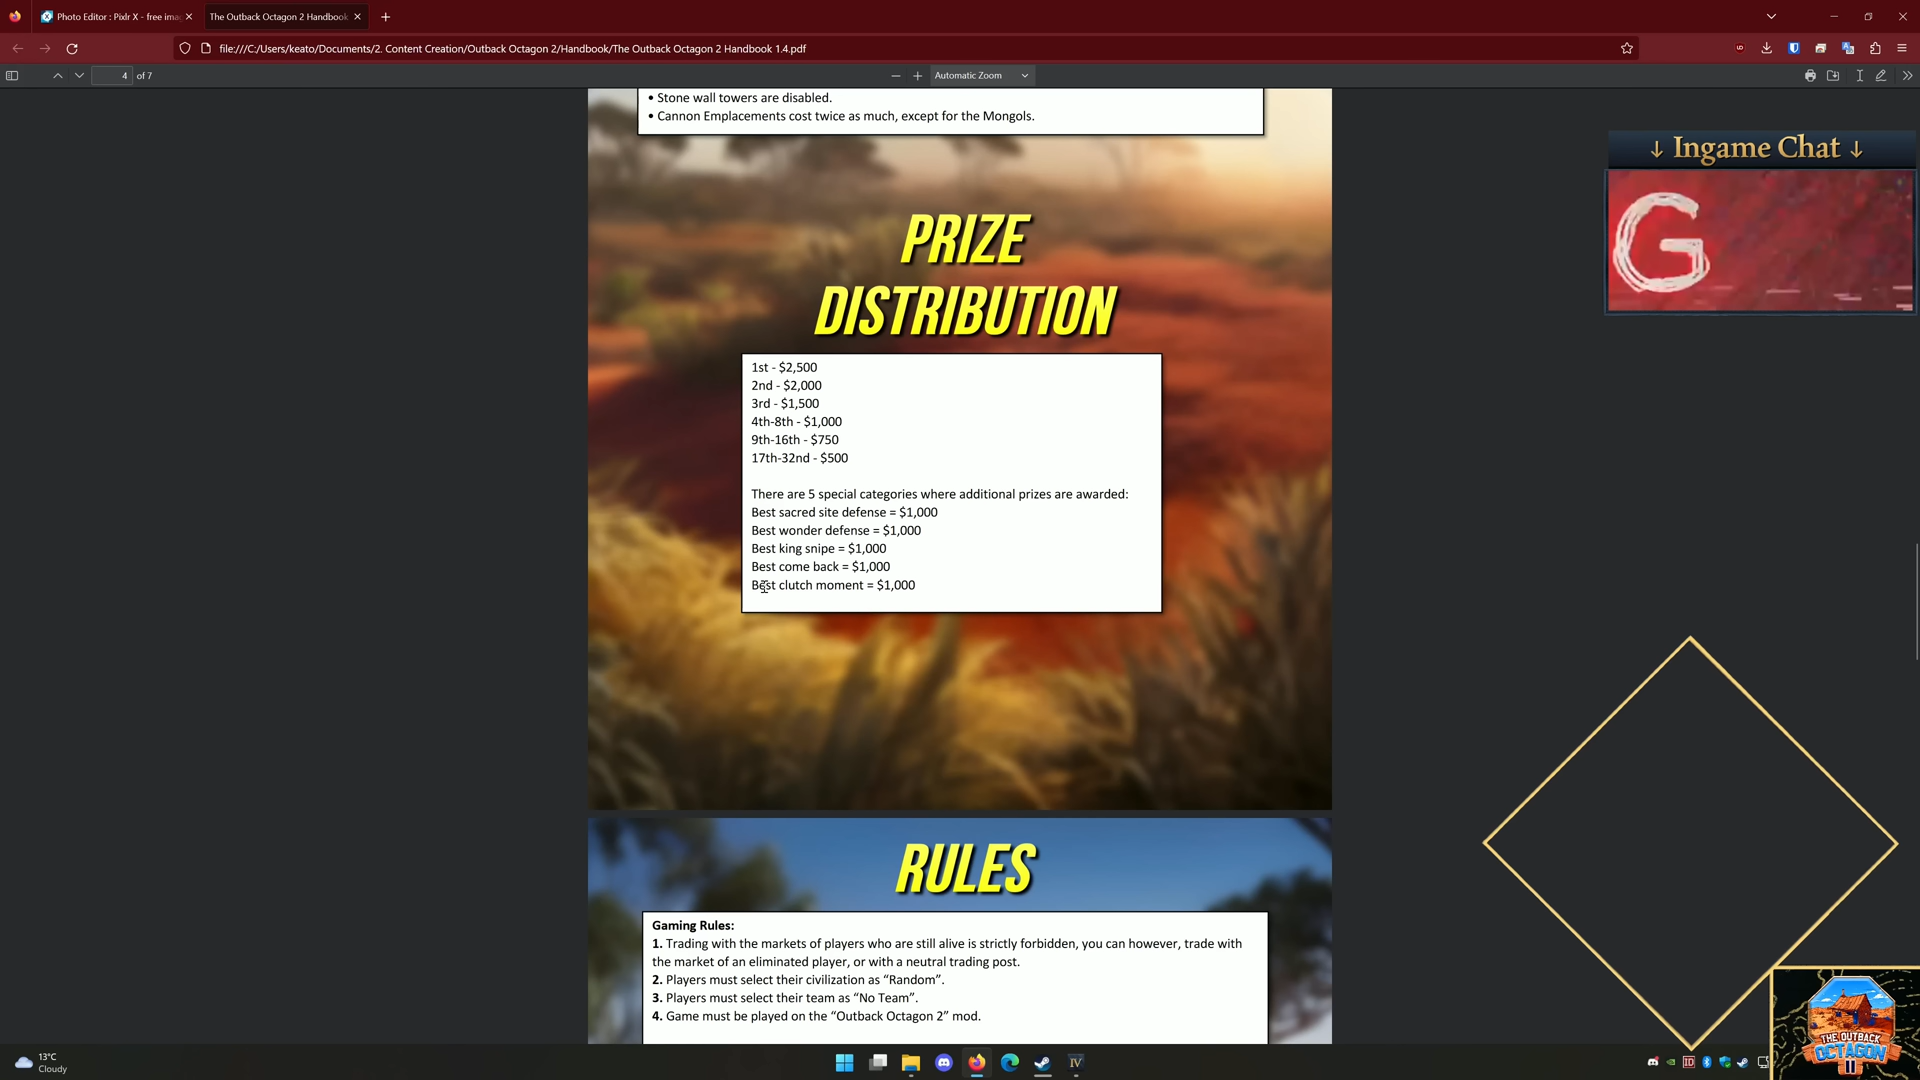 Photo Editor : Pixlr X - free ima
The Outback Octagon 2 Handbook
file:///C:/Users/keato/Documents/2. Content Creation/Outback Octagon 2/Handbook/The Outback Octagon 2 Handbook 1.4.pdf
4 of 7
Automatic Zoom
• Stone wall towers are disabled.
• Cannon Emplacements cost twice as much, except for the Mongols.
↓ Ingame Chat ↓
G
PRIZE
DISTRIBUTION
1st - $2,500
2nd - $2,000
3rd - $1,500
4th-8th - $1,000
9th-16th - $750
17th-32nd - $500
There are 5 special categories where additional prizes are awarded:
Best sacred site defense = $1,000
Best wonder defense = $1,000
Best king snipe = $1,000
Best come back = $1,000
Best clutch moment = $1,000
RULES
Gaming Rules:
1. Trading with the markets of players who are still alive is strictly forbidden, you can however, trade with
the market of an eliminated player, or with a neutral trading post.
2. Players must select their civilization as “Random”.
3. Players must select their team as “No Team”.
4. Game must be played on the “Outback Octagon 2” mod.
THE OUTBACK
OCTAGON
II
13°C
Cloudy
IV
ID